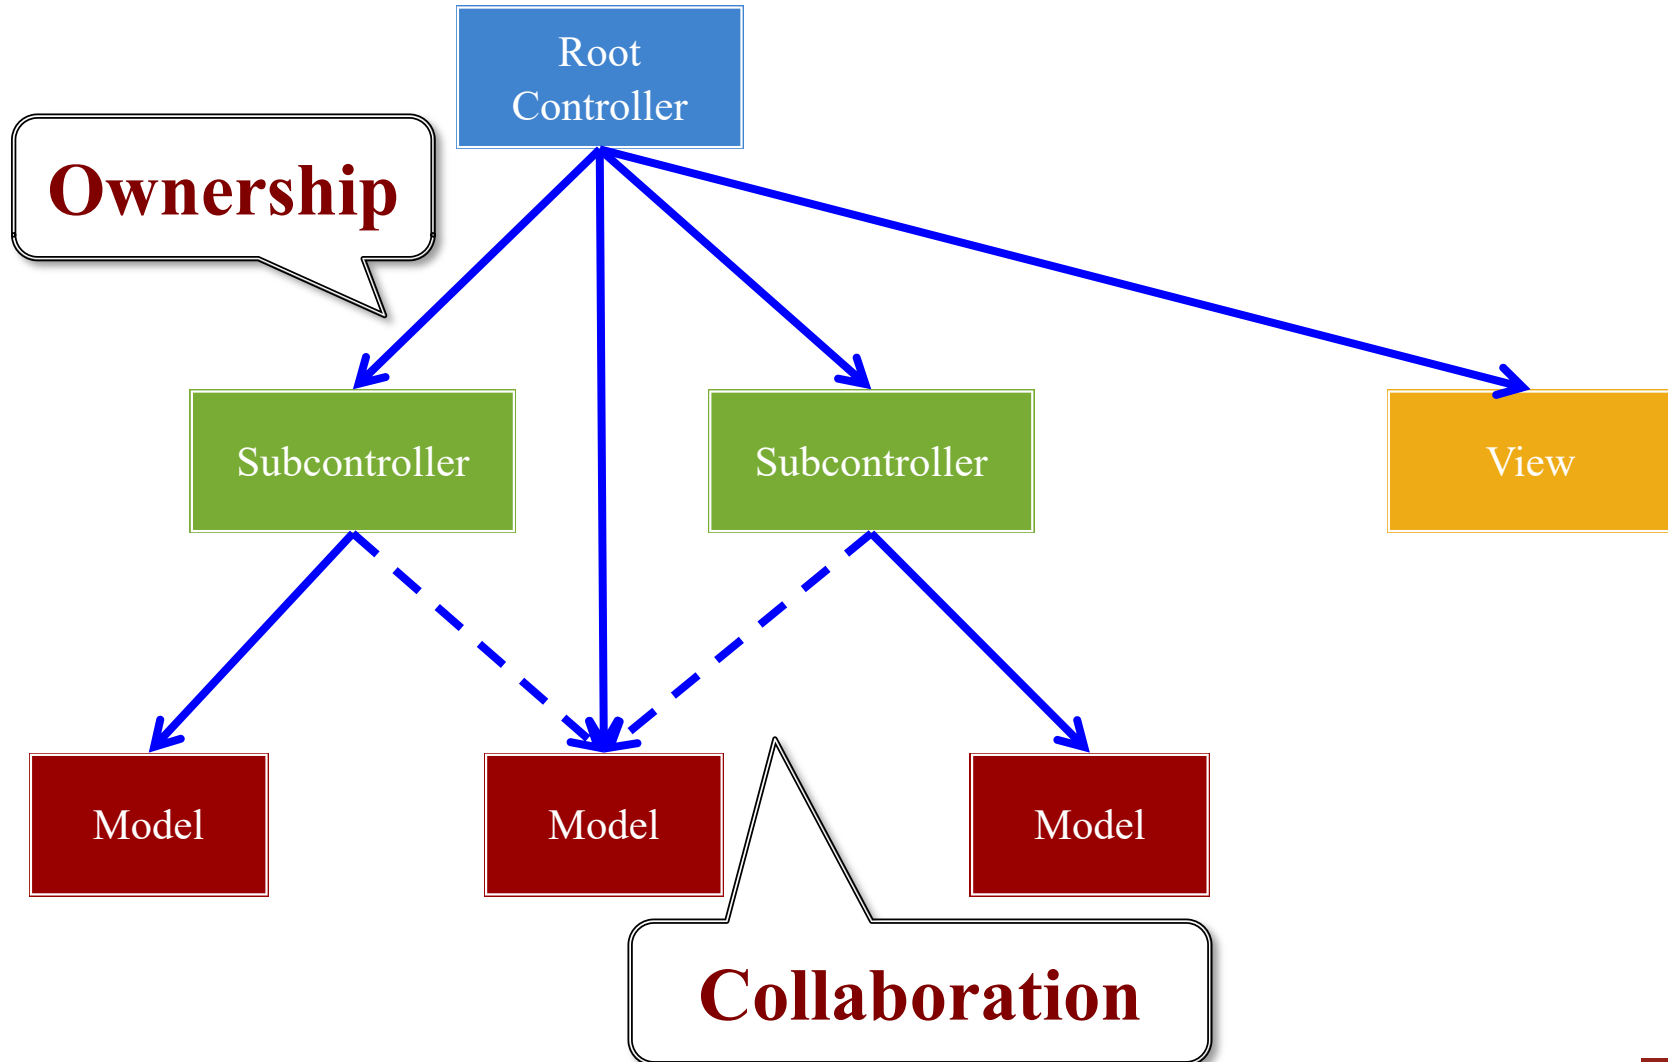 Root
Controller
Ownership
Subcontroller
Subcontroller
View
Model
Model
Model
Collaboration